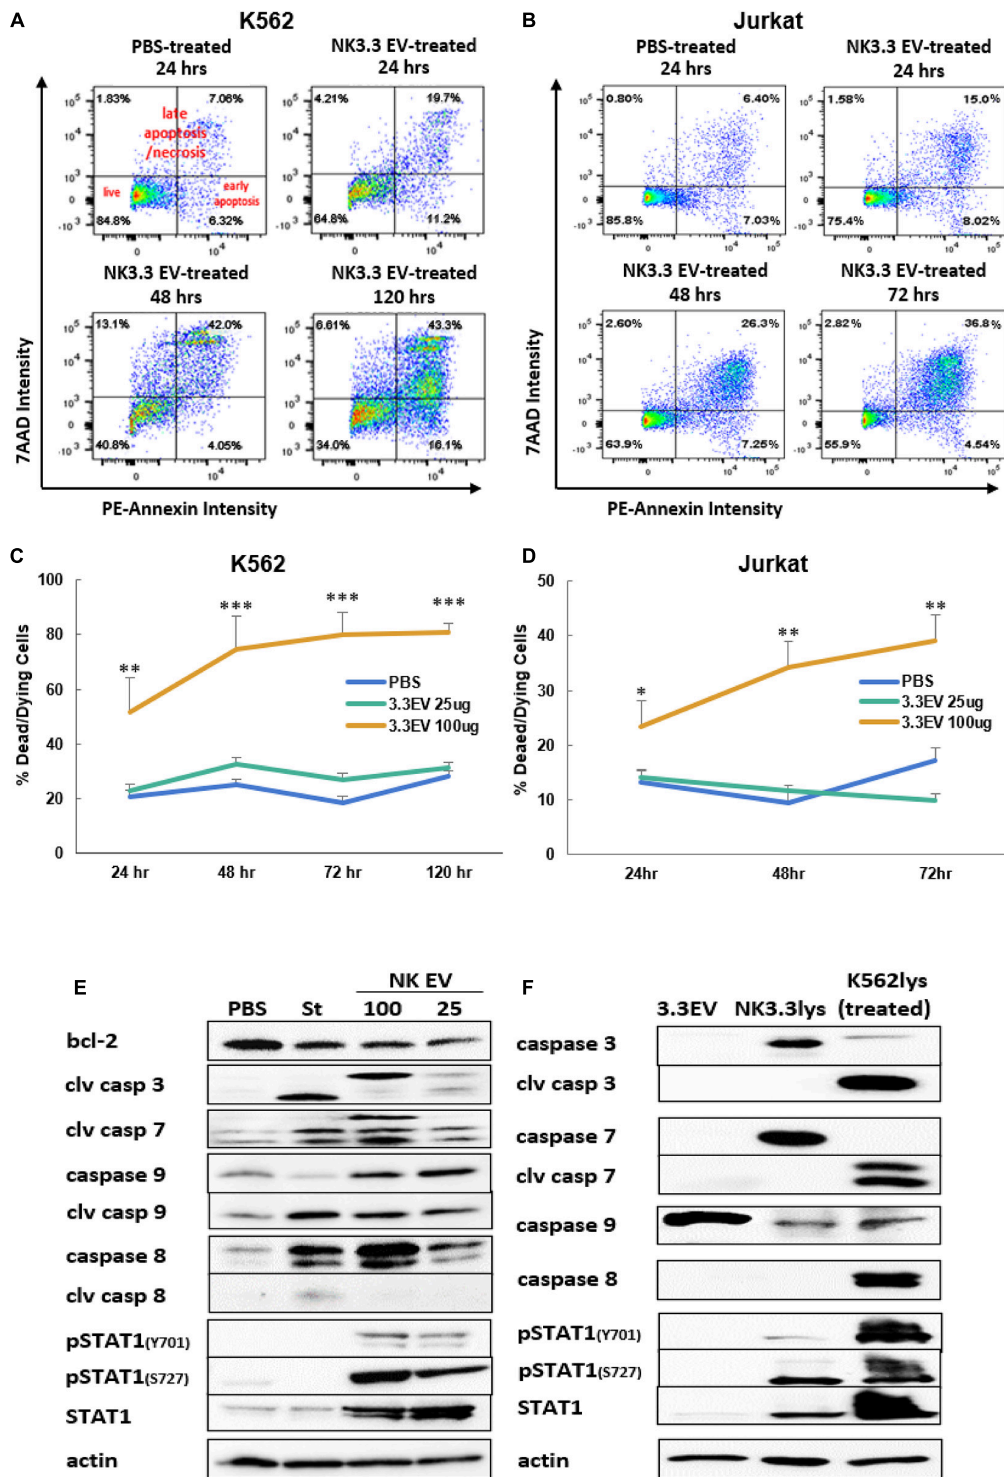 A
K562
PBS-treated
24 hrs
NK3.3 EV-treated
24 hrs
1.83%
7.06%
late
apoptosis
/necrosis
live
early
apoptosis
84.8%
6.32%
4.21%
19.7%
64.8%
11.2%
NK3.3 EV-treated
48 hrs
NK3.3 EV-treated
120 hrs
13.1%
42.0%
40.8%
4.05%
6.61%
43.3%
34.0%
16.1%
7AAD Intensity
PE-Annexin Intensity
B
Jurkat
PBS-treated
24 hrs
NK3.3 EV-treated
24 hrs
0.80%
6.40%
85.8%
7.03%
1.58%
15.0%
75.4%
8.02%
NK3.3 EV-treated
48 hrs
NK3.3 EV-treated
72 hrs
2.60%
26.3%
63.9%
7.25%
2.82%
36.8%
55.9%
4.54%
7AAD Intensity
PE-Annexin Intensity
C
K562
% Dead/Dying Cells
100
80
60
40
20
0
** *** *** ***
PBS
3.3EV 25ug
3.3EV 100ug
24 hr 48 hr 72 hr 120 hr
D
Jurkat
% Deaed/Dying Cells
50
40
30
20
10
0
* ** **
PBS
3.3EV 25ug
3.3EV 100ug
24hr 48hr 72hr
E
NK EV
PBS St 100 25
bcl-2
clv casp 3
clv casp 7
caspase 9
clv casp 9
caspase 8
clv casp 8
pSTAT1(Y701)
pSTAT1(S727)
STAT1
actin
F
K562lys
3.3EV NK3.3lys (treated)
caspase 3
clv casp 3
caspase 7
clv casp 7
caspase 9
caspase 8
pSTAT1(Y701)
pSTAT1(S727)
STAT1
actin